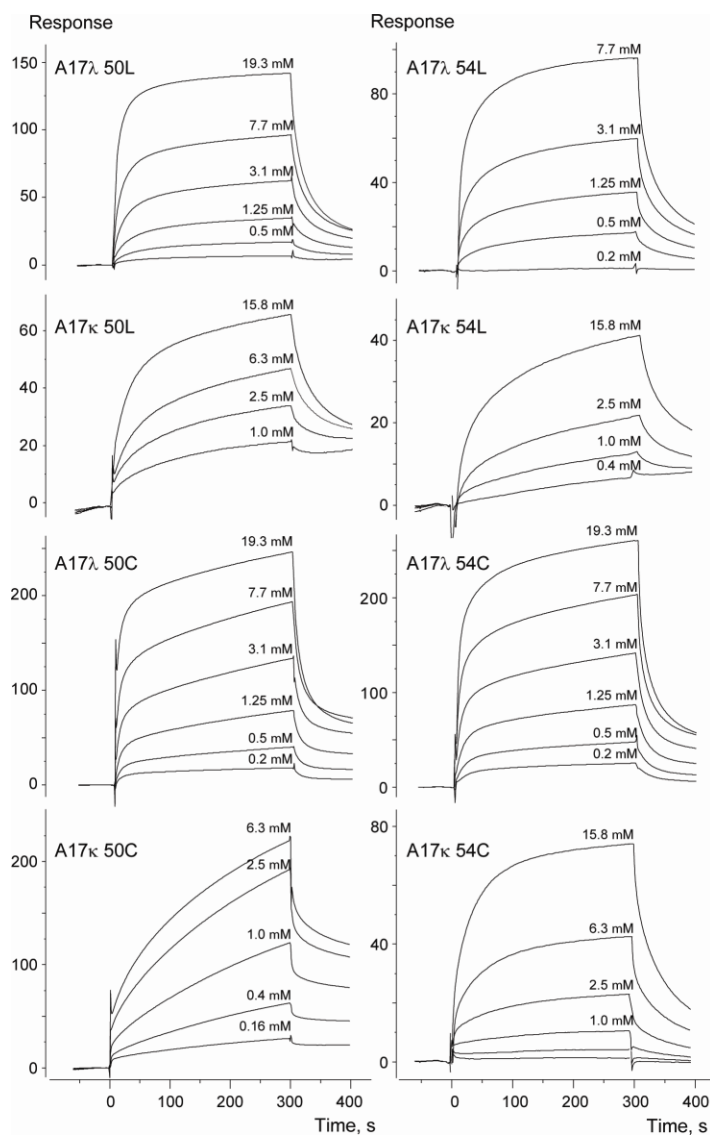 Response
Response
A17λ 50L
150
100
50
0
19.3 mM
7.7 mM
3.1 mM
1.25 mM
0.5 mM
A17λ 54L
80
40
0
7.7 mM
3.1 mM
1.25 mM
0.5 mM
0.2 mM
A17κ 50L
60
40
20
0
15.8 mM
6.3 mM
2.5 mM
1.0 mM
A17κ 54L
40
20
0
15.8 mM
2.5 mM
1.0 mM
0.4 mM
A17λ 50C
200
100
0
19.3 mM
7.7 mM
3.1 mM
1.25 mM
0.5 mM
0.2 mM
A17λ 54C
200
100
0
19.3 mM
7.7 mM
3.1 mM
1.25 mM
0.5 mM
0.2 mM
A17κ 50C
200
100
0
6.3 mM
2.5 mM
1.0 mM
0.4 mM
0.16 mM
A17κ 54C
80
40
0
15.8 mM
6.3 mM
2.5 mM
1.0 mM
0 100 200 300 400
Time, s
0 100 200 300 400
Time, s